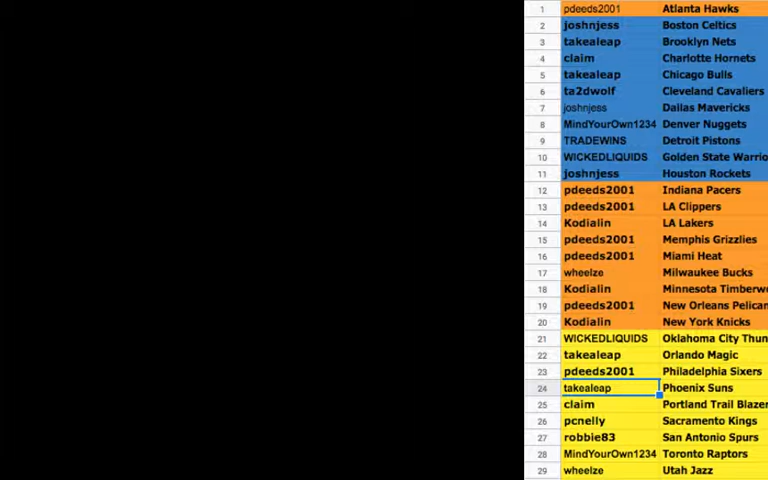 1 pdeeds2001 Atlanta Hawks
2 joshnjess Boston Celtics
3 takealeap Brooklyn Nets
4 claim Charlotte Hornets
5 takealeap Chicago Bulls
6 ta2dwolf Cleveland Cavaliers
7 joshnjess Dallas Mavericks
8 MindYourOwn1234 Denver Nuggets
9 TRADEWINS Detroit Pistons
10 WICKEDLIQUIDS Golden State Warrio
11 joshnjess Houston Rockets
12 pdeeds2001 Indiana Pacers
13 pdeeds2001 LA Clippers
14 Kodialin LA Lakers
15 pdeeds2001 Memphis Grizzlies
16 pdeeds2001 Miami Heat
17 wheelze Milwaukee Bucks
18 Kodialin Minnesota Timberw
19 pdeeds2001 New Orleans Pelican
20 Kodialin New York Knicks
21 WICKEDLIQUIDS Oklahoma City Thun
22 takealeap Orlando Magic
23 pdeeds2001 Philadelphia Sixers
24 takealeap Phoenix Suns
25 claim Portland Trail Blazer
26 pcnelly Sacramento Kings
27 robbie83 San Antonio Spurs
28 MindYourOwn1234 Toronto Raptors
29 wheelze Utah Jazz